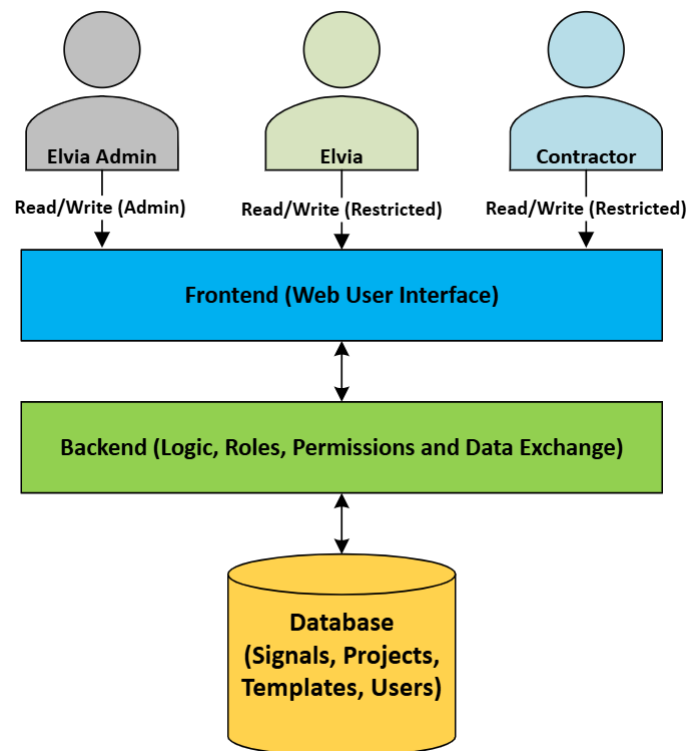 Elvia Admin
Elvia
Contractor
Read/Write (Admin)
Read/Write (Restricted)
Read/Write (Restricted)
Frontend (Web User Interface)
Backend (Logic, Roles, Permissions and Data Exchange)
Database
(Signals, Projects,
Templates, Users)